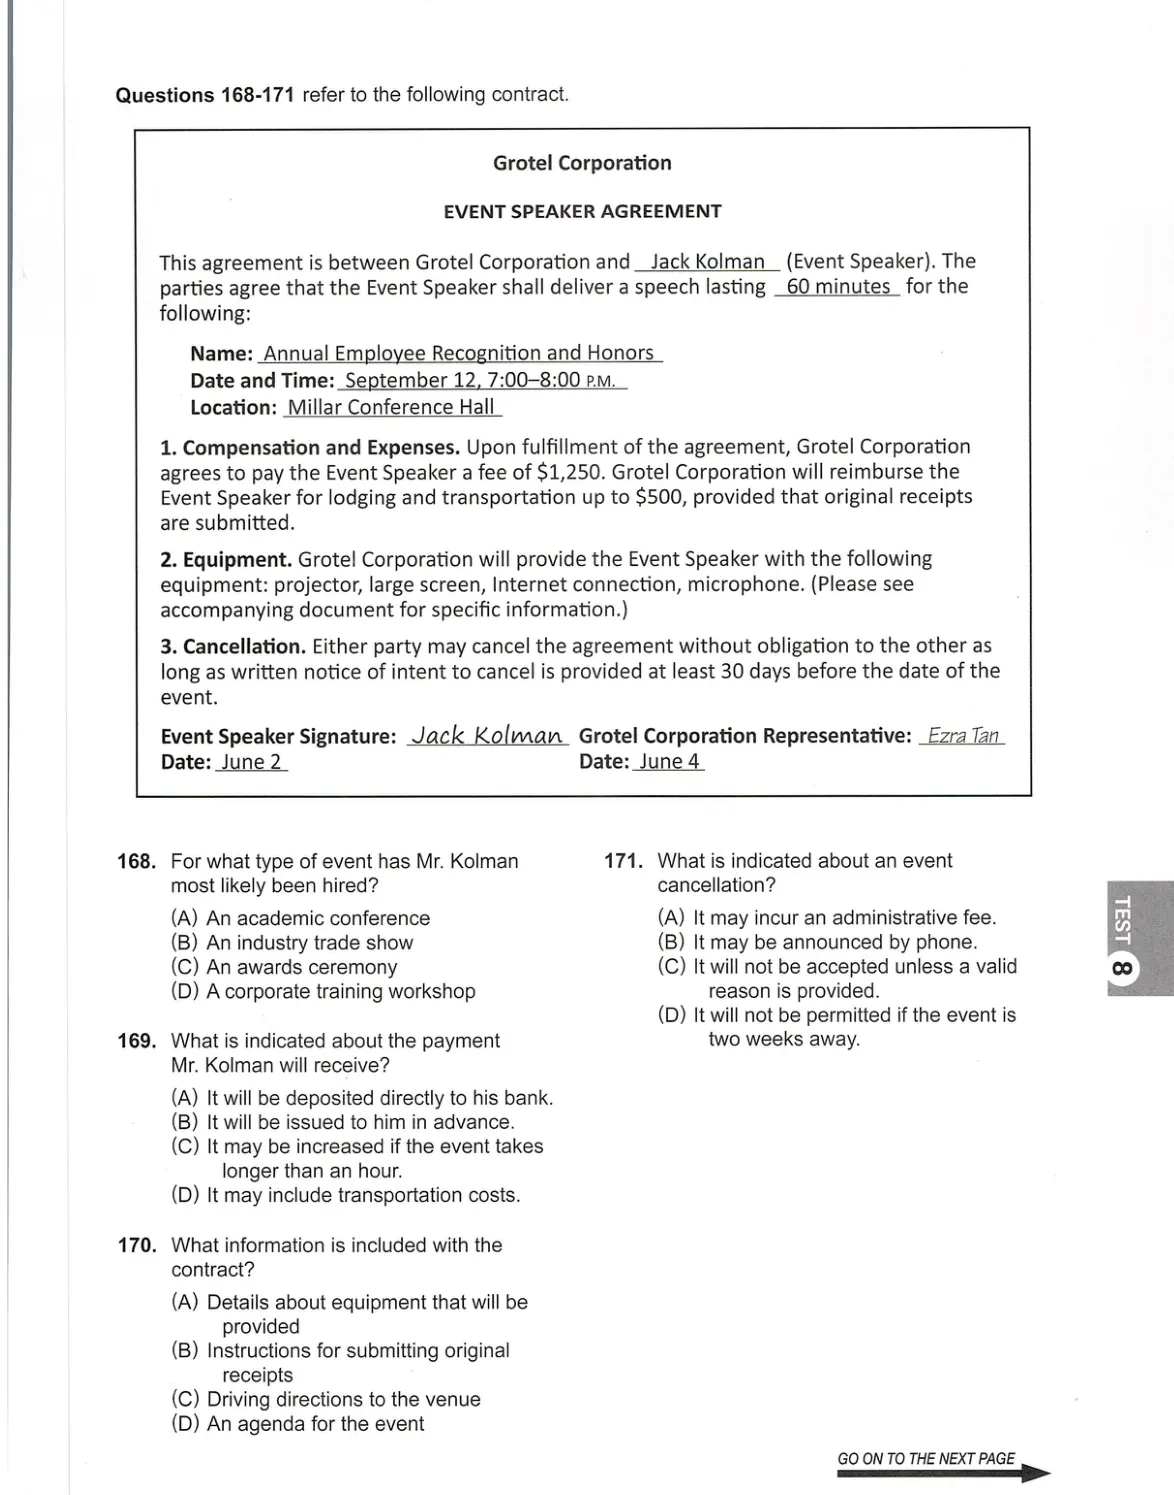 Questions 168-171 refer to the following contract.
Grotel Corporation
EVENT SPEAKER AGREEMENT
This agreement is between Grotel Corporation and Jack Kolman (Event Speaker). The
parties agree that the Event Speaker shall deliver a speech lasting 60 minutes for the
following:
Name: Annual Employee Recognition and Honors
Date and Time: September 12, 7:00–8:00 P.M.
Location: Millar Conference Hall
1. Compensation and Expenses. Upon fulfillment of the agreement, Grotel Corporation
agrees to pay the Event Speaker a fee of $1,250. Grotel Corporation will reimburse the
Event Speaker for lodging and transportation up to $500, provided that original receipts
are submitted.
2. Equipment. Grotel Corporation will provide the Event Speaker with the following
equipment: projector, large screen, Internet connection, microphone. (Please see
accompanying document for specific information.)
3. Cancellation. Either party may cancel the agreement without obligation to the other as
long as written notice of intent to cancel is provided at least 30 days before the date of the
event.
Event Speaker Signature: Jack Kolman Grotel Corporation Representative: Ezra Tan
Date: June 2 Date: June 4
168. For what type of event has Mr. Kolman
most likely been hired?
(A) An academic conference
(B) An industry trade show
(C) An awards ceremony
(D) A corporate training workshop
169. What is indicated about the payment
Mr. Kolman will receive?
(A) It will be deposited directly to his bank.
(B) It will be issued to him in advance.
(C) It may be increased if the event takes
longer than an hour.
(D) It may include transportation costs.
170. What information is included with the
contract?
(A) Details about equipment that will be
provided
(B) Instructions for submitting original
receipts
(C) Driving directions to the venue
(D) An agenda for the event
171. What is indicated about an event
cancellation?
(A) It may incur an administrative fee.
(B) It may be announced by phone.
(C) It will not be accepted unless a valid
reason is provided.
(D) It will not be permitted if the event is
two weeks away.
TEST 8
GO ON TO THE NEXT PAGE